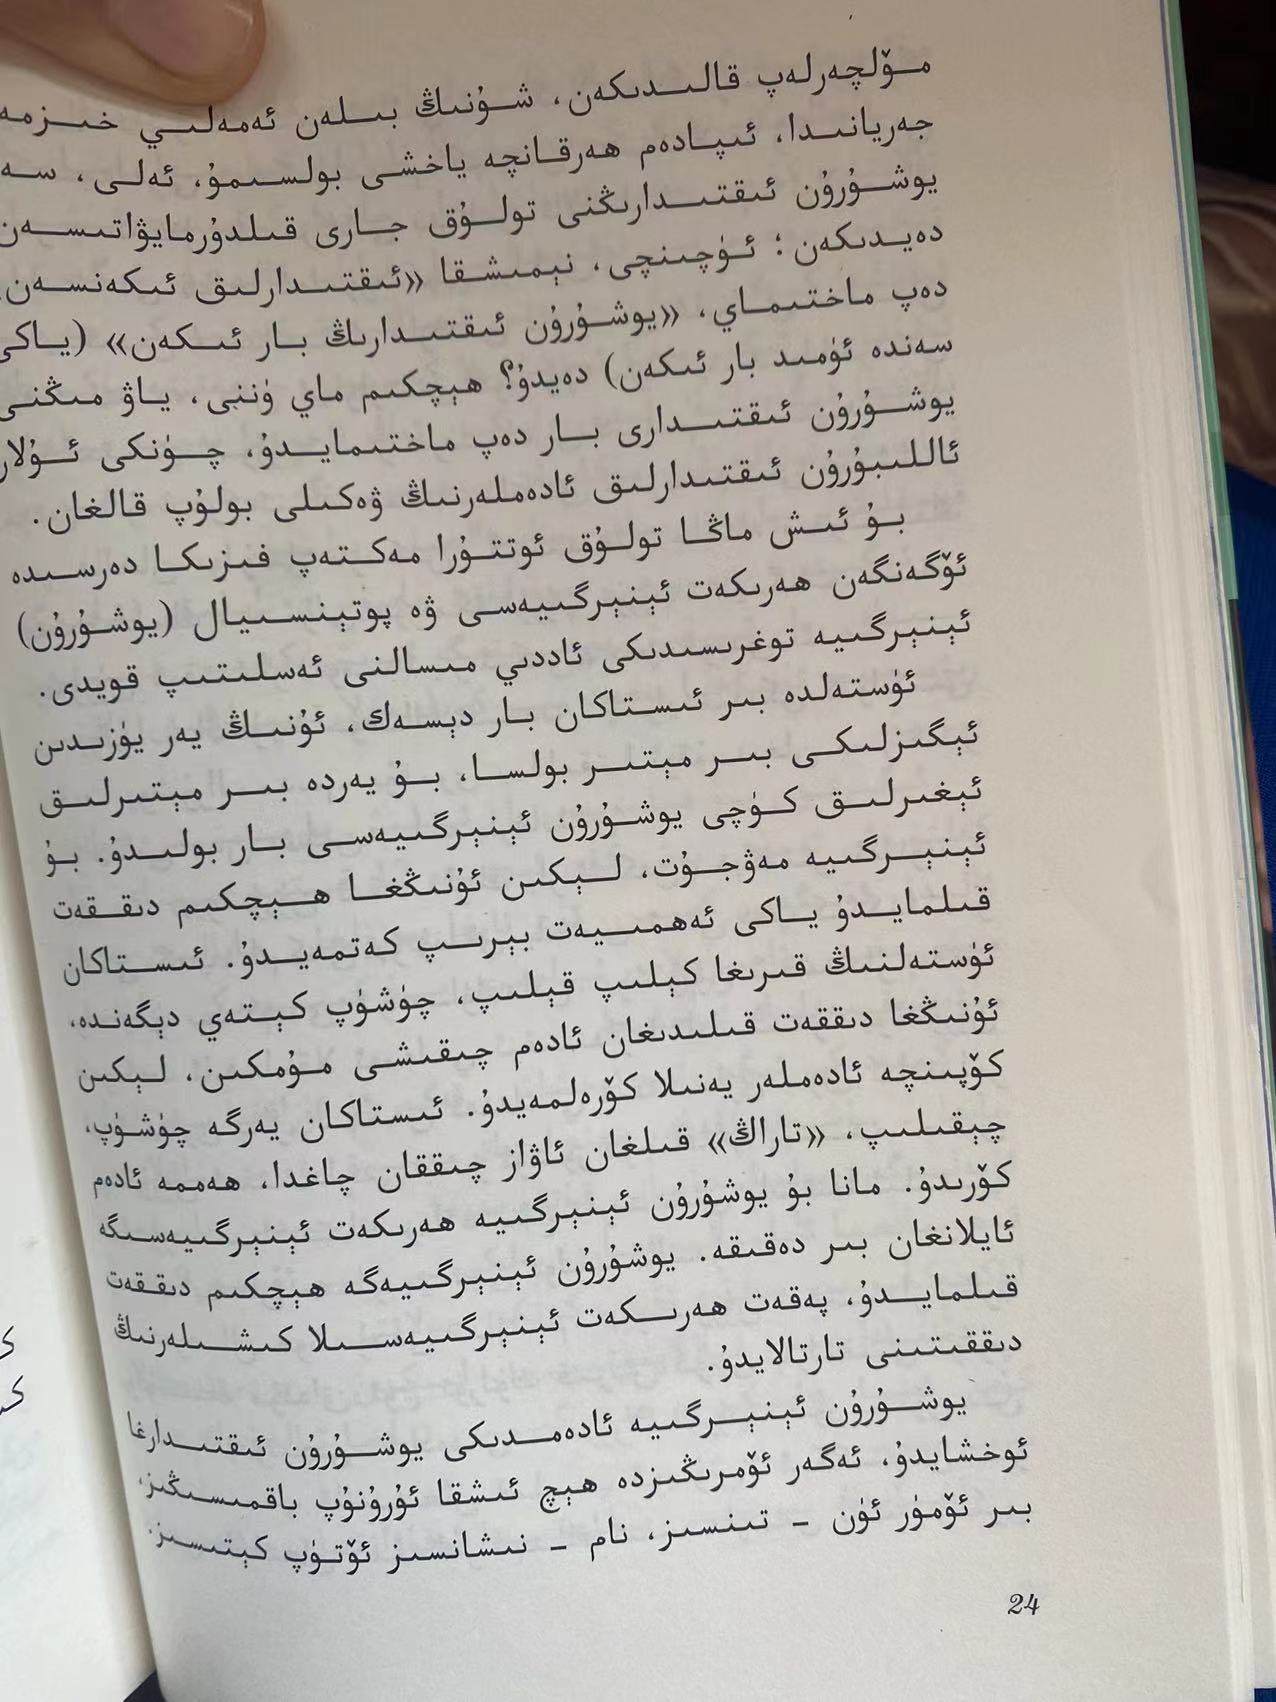 مۆلچەرلەپ قالىدىكەن، شۇنىڭ بىلەن ئەمەلىي خىزمە
جەريانىدا، ئىپادەم ھەرقانچە ياخشى بولسىمۇ، ئەلى، سە
يوشۇرۇن ئىقتىدارىڭنى تولۇق جارى قىلدۇرمايۋاتىسەن
دەيدىكەن؛ ئۈچىنچى، نېمىشقا «ئىقتىدارلىق ئىكەنسەن
دەپ ماختىماي، «يوشۇرۇن ئىقتىدارىڭ بار ئىكەن» (ياكى
سەندە ئۈمىد بار ئىكەن) دەيدۇ؟ ھېچكىم ماي ۈننى، ياۋ مىڭنى
يوشۇرۇن ئىقتىدارى بار دەپ ماختىمايدۇ، چۈنكى ئۇلار
ئاللىبۇرۇن ئىقتىدارلىق ئادەملەرنىڭ ۋەكىلى بولۇپ قالغان.
بۇ ئىش ماڭا تولۇق ئوتتۇرا مەكتەپ فىزىكا دەرسىدە
ئۆگەنگەن ھەرىكەت ئېنېرگىيەسى ۋە پوتېنسىيال (يوشۇرۇن)
ئېنېرگىيە توغرىسىدىكى ئاددىي مىسالنى ئەسلىتىپ قويدى.
ئۈستەلدە بىر ئىستاكان بار دېسەك، ئۇنىڭ يەر يۈزىدىن
ئېگىزلىكى بىر مېتىر بولسا، بۇ يەردە بىر مېتىرلىق
ئېغىرلىق كۈچى يوشۇرۇن ئېنېرگىيەسى بار بولىدۇ. بۇ
ئېنېرگىيە مەۋجۇت، لېكىن ئۇنىڭغا ھېچكىم دىققەت
قىلمايدۇ ياكى ئەھمىيەت بېرىپ كەتمەيدۇ. ئىستاكان
ئۈستەلنىڭ قىرىغا كېلىپ قېلىپ، چۈشۈپ كېتەي دېگەندە،
ئۇنىڭغا دىققەت قىلىدىغان ئادەم چىقىشى مۇمكىن، لېكىن
كۆپىنچە ئادەملەر يەنىلا كۆرەلمەيدۇ. ئىستاكان يەرگە چۈشۈپ،
چېقىلىپ، «تاراڭ» قىلغان ئاۋاز چىققان چاغدا، ھەممە ئادەم
كۆرىدۇ. مانا بۇ يوشۇرۇن ئېنېرگىيە ھەرىكەت ئېنېرگىيەسىگە
ئايلانغان بىر دەقىقە. يوشۇرۇن ئېنېرگىيەگە ھېچكىم دىققەت
قىلمايدۇ، پەقەت ھەرىكەت ئېنېرگىيەسىلا كىشىلەرنىڭ
دىققىتىنى تارتالايدۇ.
يوشۇرۇن ئېنېرگىيە ئادەمدىكى يوشۇرۇن ئىقتىدارغا
ئوخشايدۇ، ئەگەر ئۆمرىڭىزدە ھېچ ئىشقا ئۇرۇنۇپ باقمىسىڭىز،
بىر ئۆمۈر ئۈن - تىنسىز، نام - نىشانسىز ئۆتۈپ كېتىسىز.
24